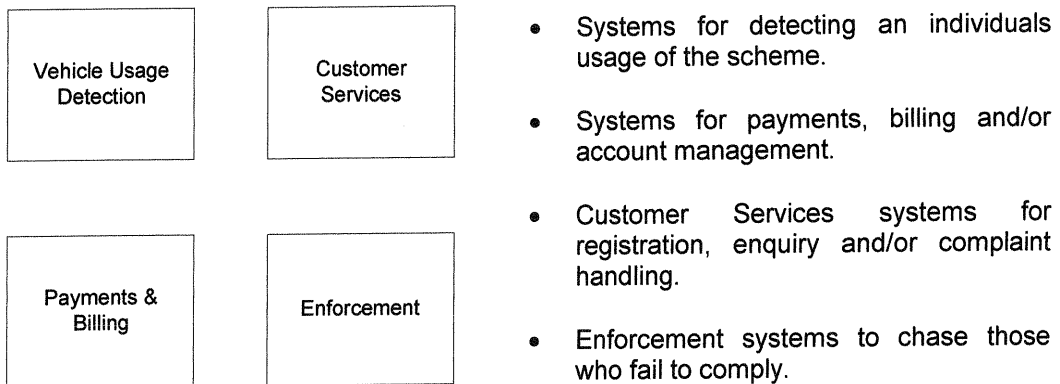 Vehicle Usage
Detection
Customer
Services
Payments &
Billing
Enforcement
• Systems for detecting an individuals
usage of the scheme.
• Systems for payments, billing and/or
account management.
• Customer Services systems for
registration, enquiry and/or complaint
handling.
• Enforcement systems to chase those
who fail to comply.